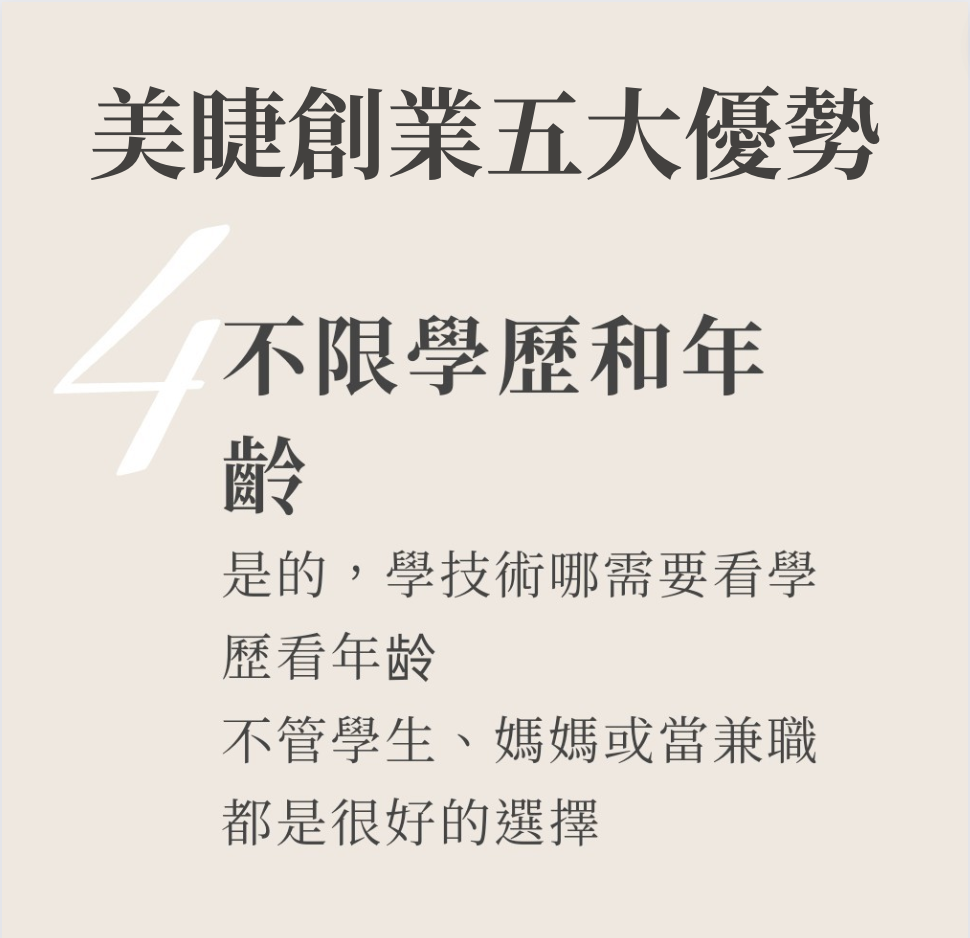 美睫創業五大優勢
4
不限學歷和年
齡
是的，學技術哪需要看學
歷看年龄
不管學生、媽媽或當兼職
都是很好的選擇